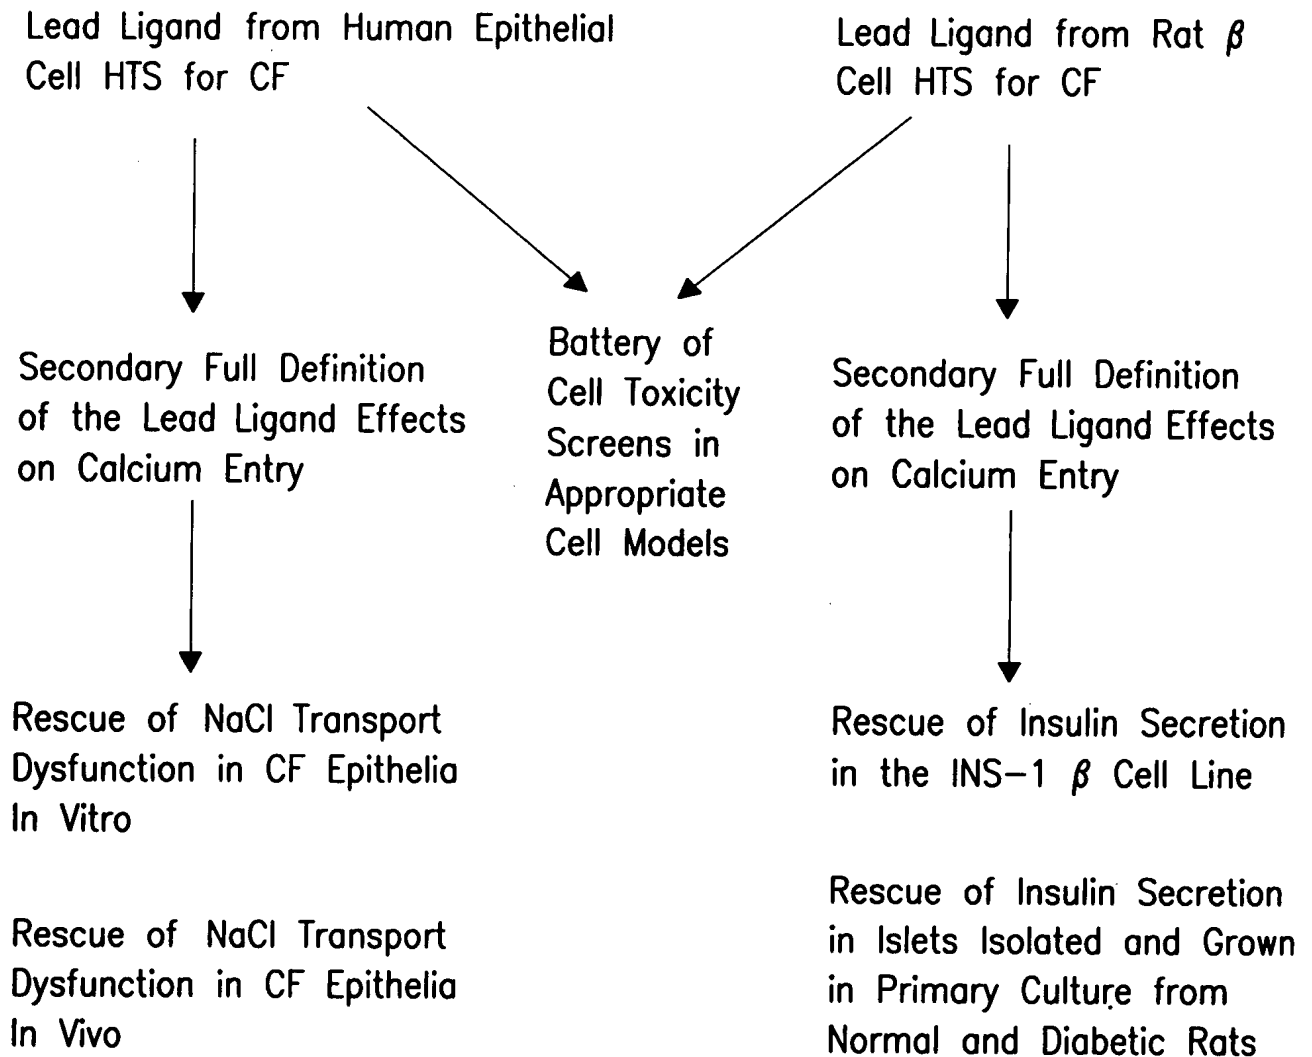 Lead Ligand from Human Epithelial
Cell HTS for CF
Lead Ligand from Rat β
Cell HTS for CF
Secondary Full Definition
of the Lead Ligand Effects
on Calcium Entry
Battery of
Cell Toxicity
Screens in
Appropriate
Cell Models
Secondary Full Definition
of the Lead Ligand Effects
on Calcium Entry
Rescue of NaCl Transport
Dysfunction in CF Epithelia
In Vitro
Rescue of Insulin Secretion
in the INS-1 β Cell Line
Rescue of NaCl Transport
Dysfunction in CF Epithelia
In Vivo
Rescue of Insulin Secretion
in Islets Isolated and Grown
in Primary Culture from
Normal and Diabetic Rats